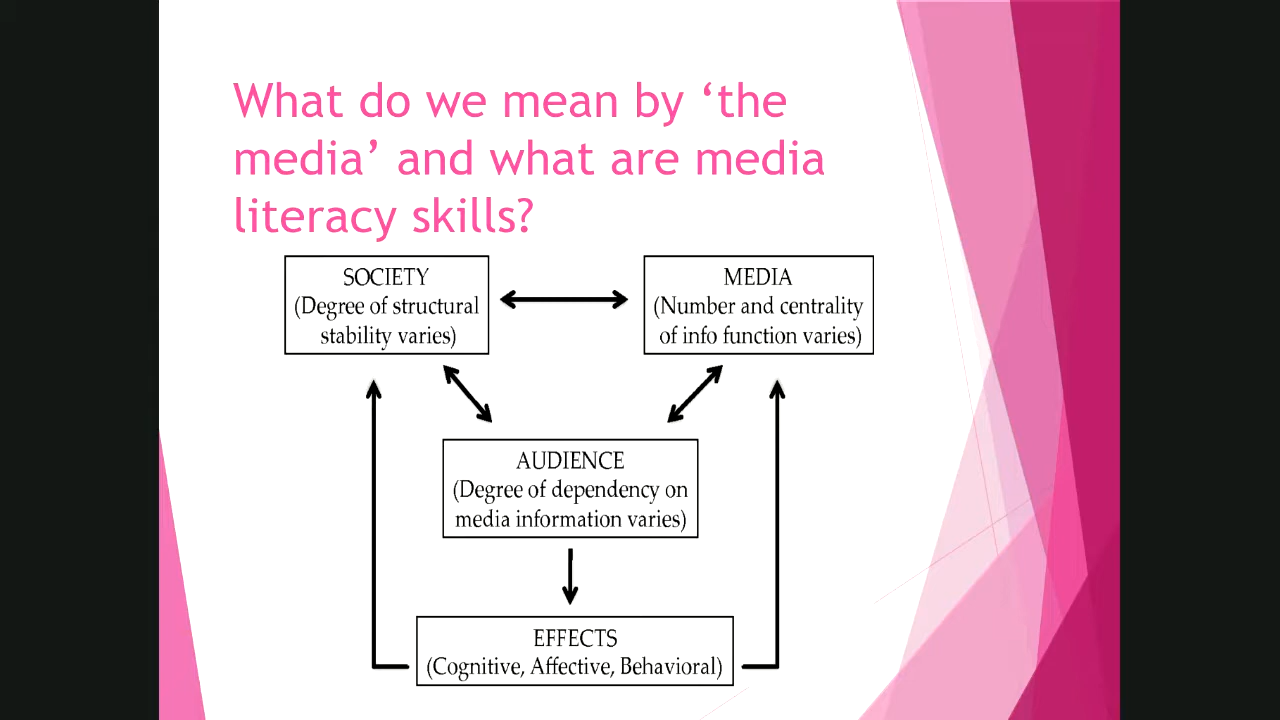 What do we mean by ‘the
media’ and what are media
literacy skills?
SOCIETY
(Degree of structural
stability varies)
MEDIA
(Number and centrality
of info function varies)
AUDIENCE
(Degree of dependency on
media information varies)
EFFECTS
(Cognitive, Affective, Behavioral)